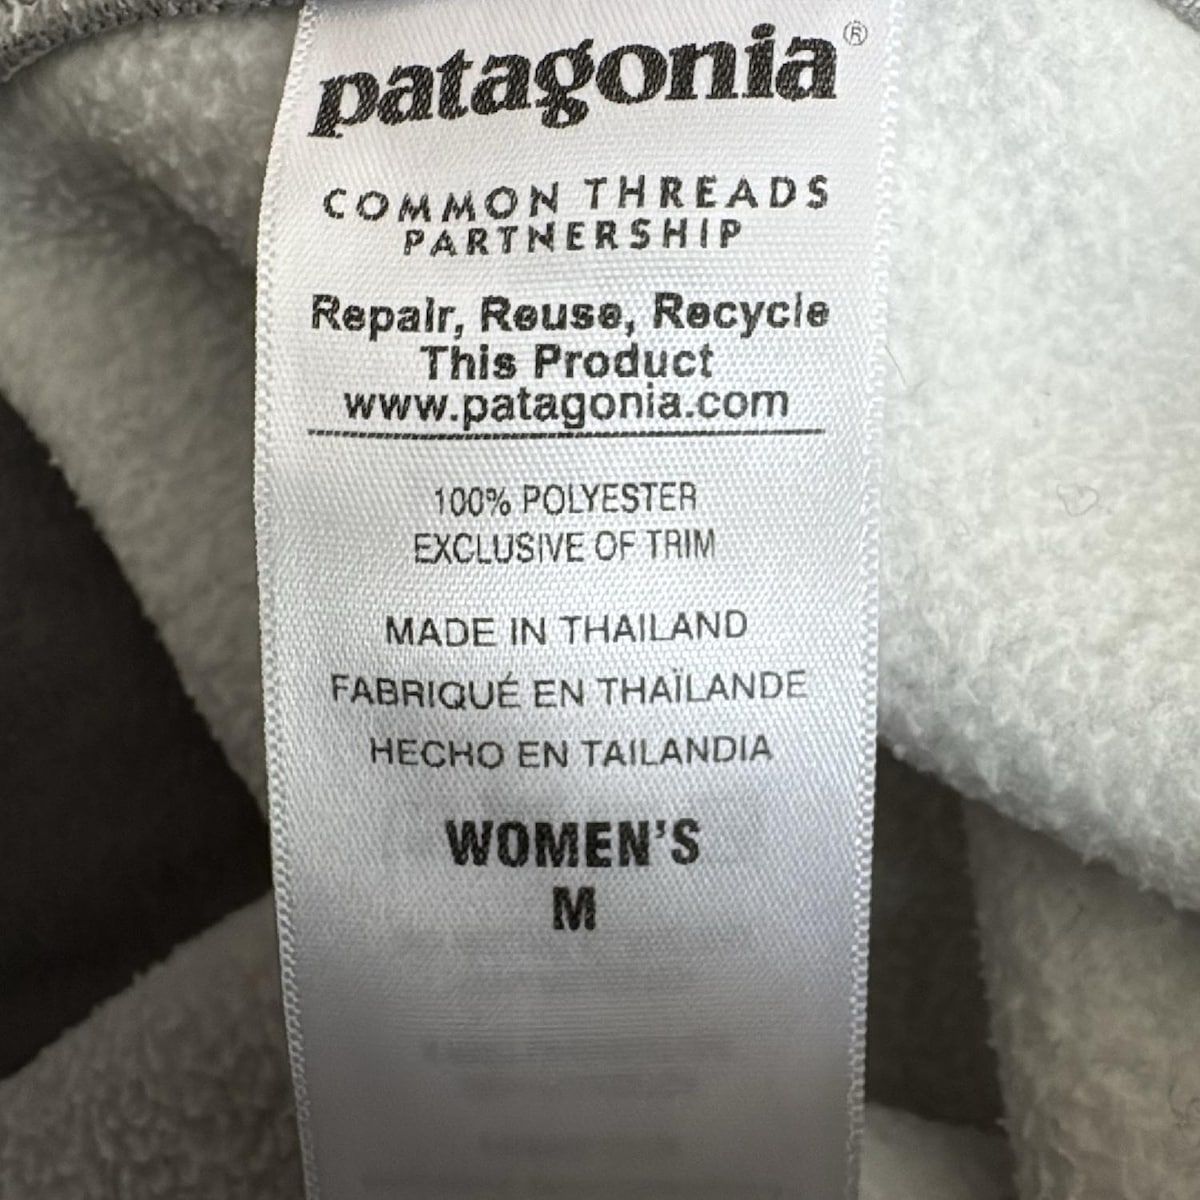 patagonia®
COMMON THREADS
PARTNERSHIP
Repair, Reuse, Recycle
This Product
www.patagonia.com
100% POLYESTER
EXCLUSIVE OF TRIM
MADE IN THAILAND
FABRIQUÉ EN THAÏLANDE
HECHO EN TAILANDIA
WOMEN'S
M